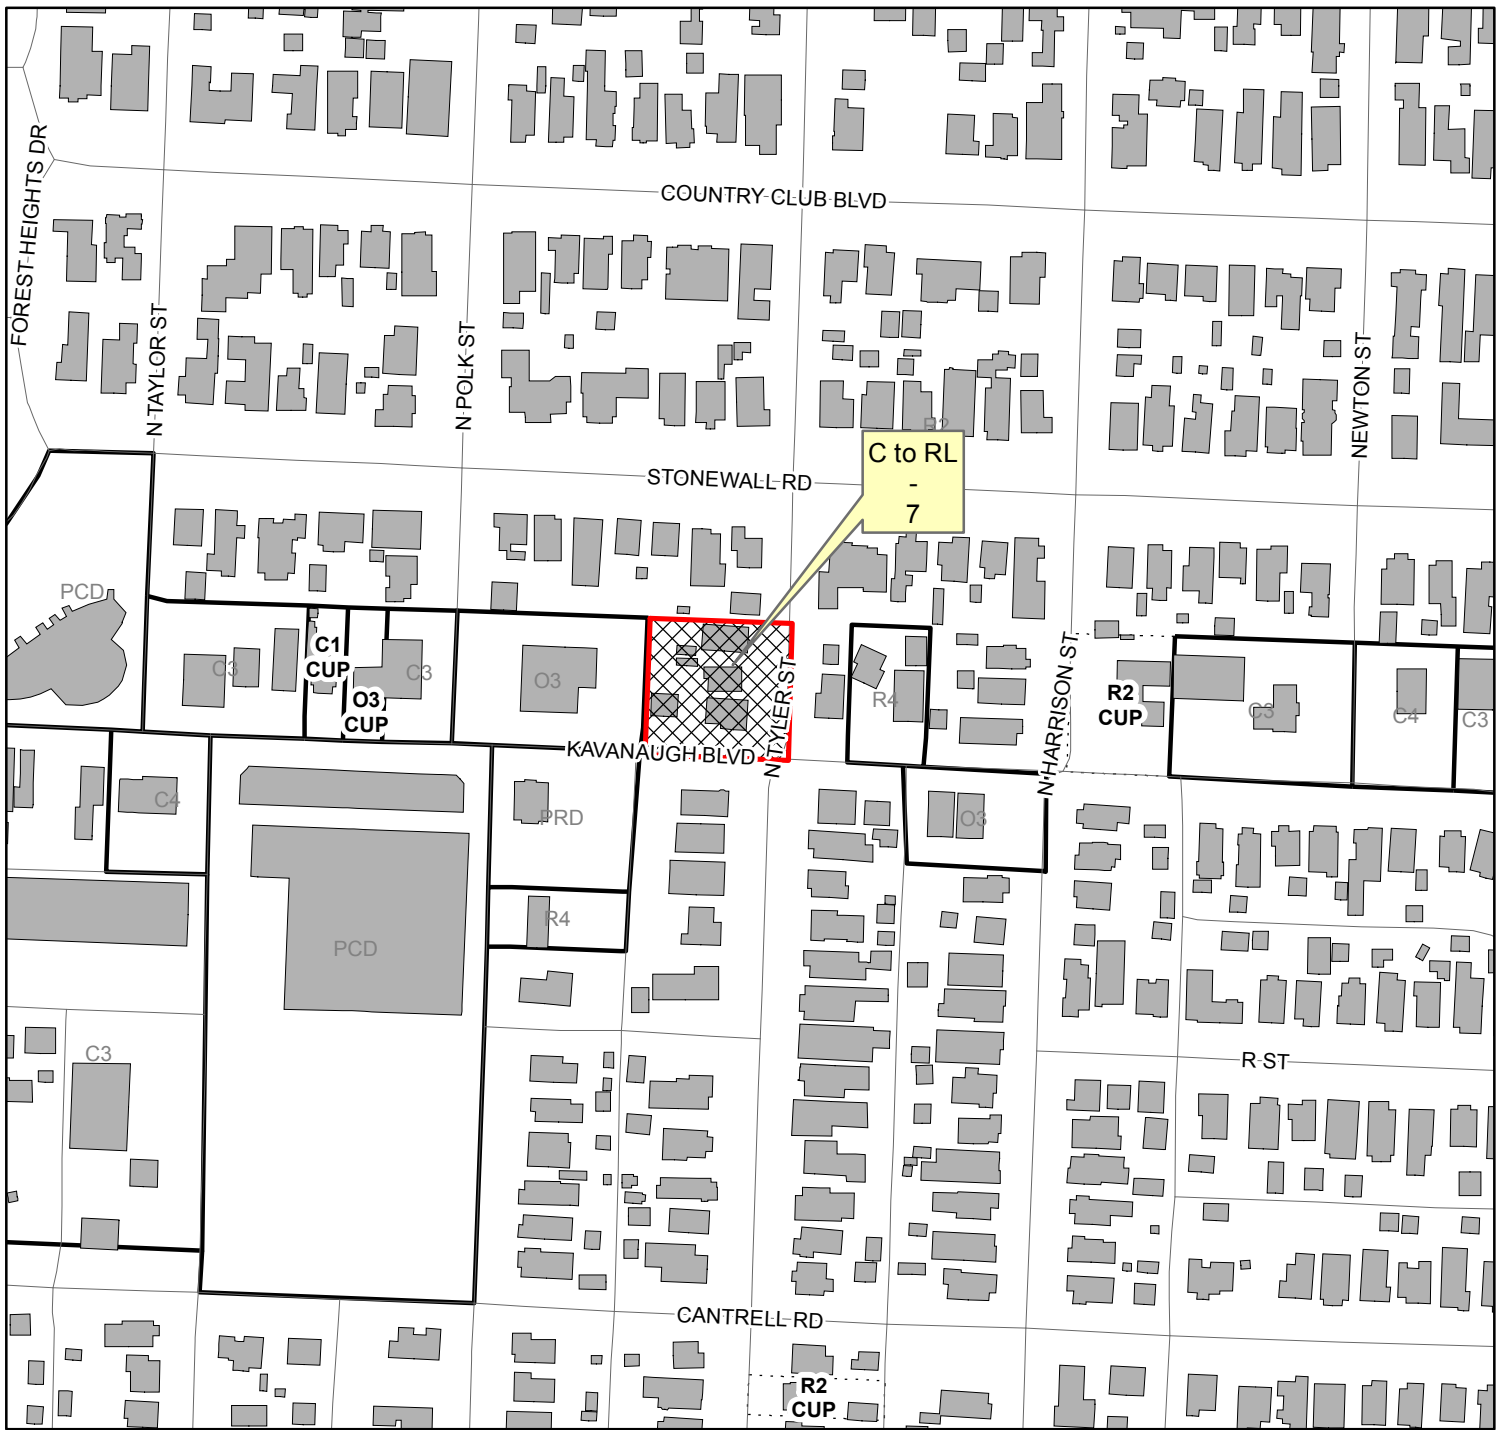 COUNTRY CLUB BLVD
FOREST HEIGHTS DR
N TAYLOR ST
N POLK ST
NEWTON ST
R2
C to RL
-
7
STONEWALL RD
PCD
C3
C1
CUP
O3
CUP
C3
O3
N TYLER ST
R4
N HARRISON ST
R2
CUP
C3
C4
C3
KAVANAUGH BLVD
C4
PRD
O3
R4
PCD
C3
R ST
CANTRELL RD
R2
CUP